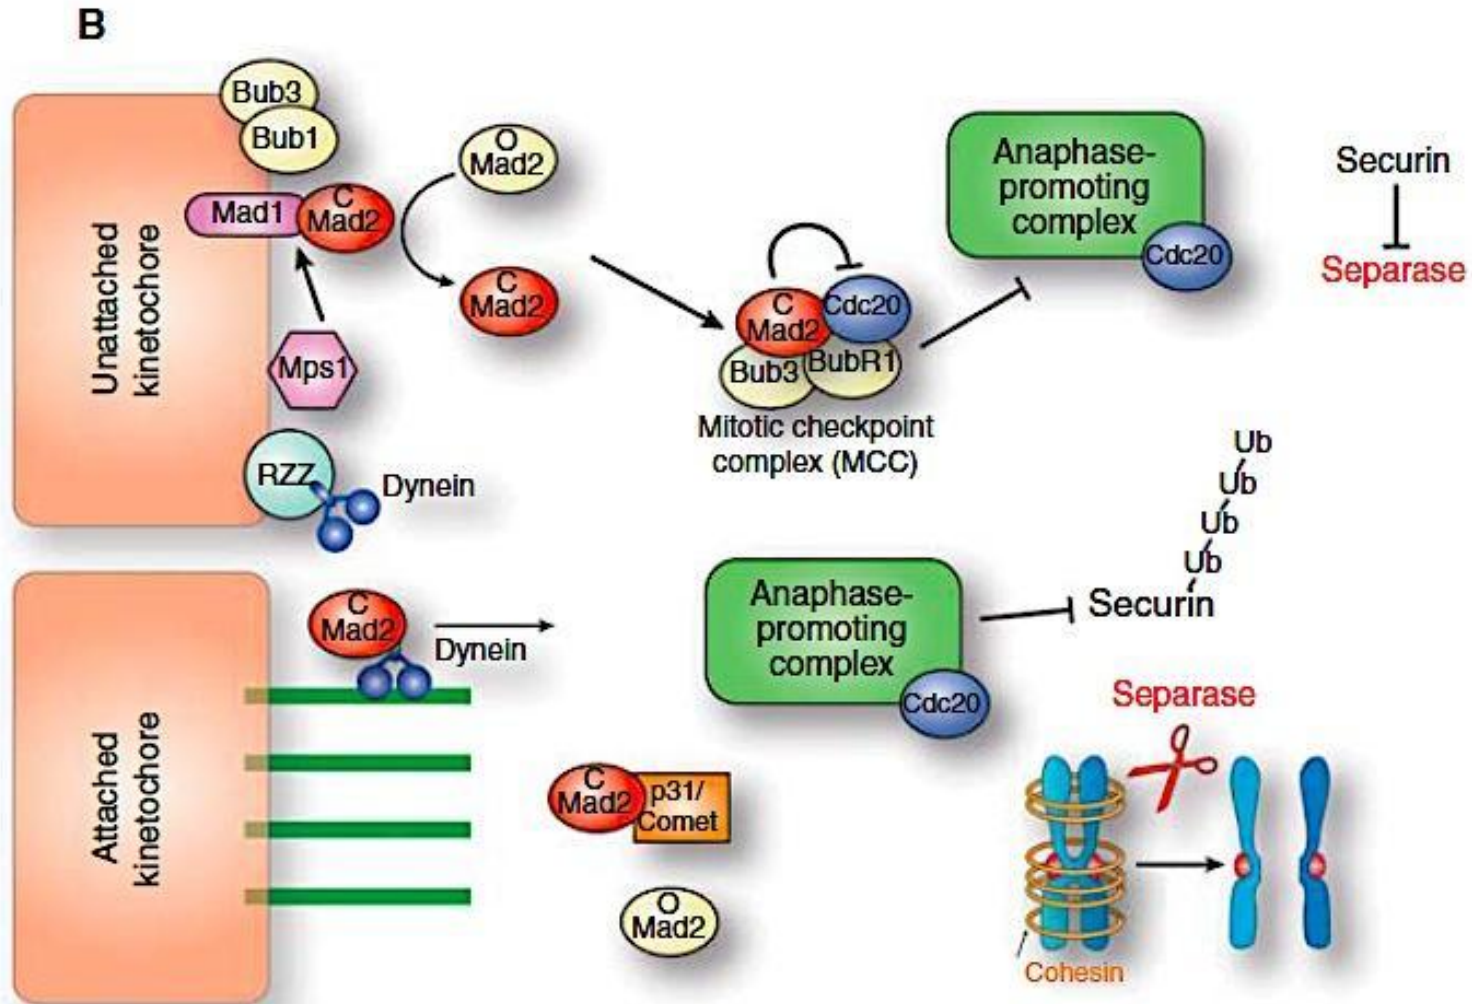 B
Bub3
Bub1
O
Mad2
Mad1
C
Mad2
C
Mad2
Unattached
kinetochore
Mps1
RZZ
Dynein
C
Mad2
Cdc20
Bub3
BubR1
Mitotic checkpoint
complex (MCC)
Anaphase-
promoting
complex
Cdc20
Securin
Separase
Attached
kinetochore
C
Mad2
Dynein
C
Mad2
p31/
Comet
O
Mad2
Anaphase-
promoting
complex
Cdc20
Ub
Ub
Ub
Ub
Securin
Separase
Cohesin